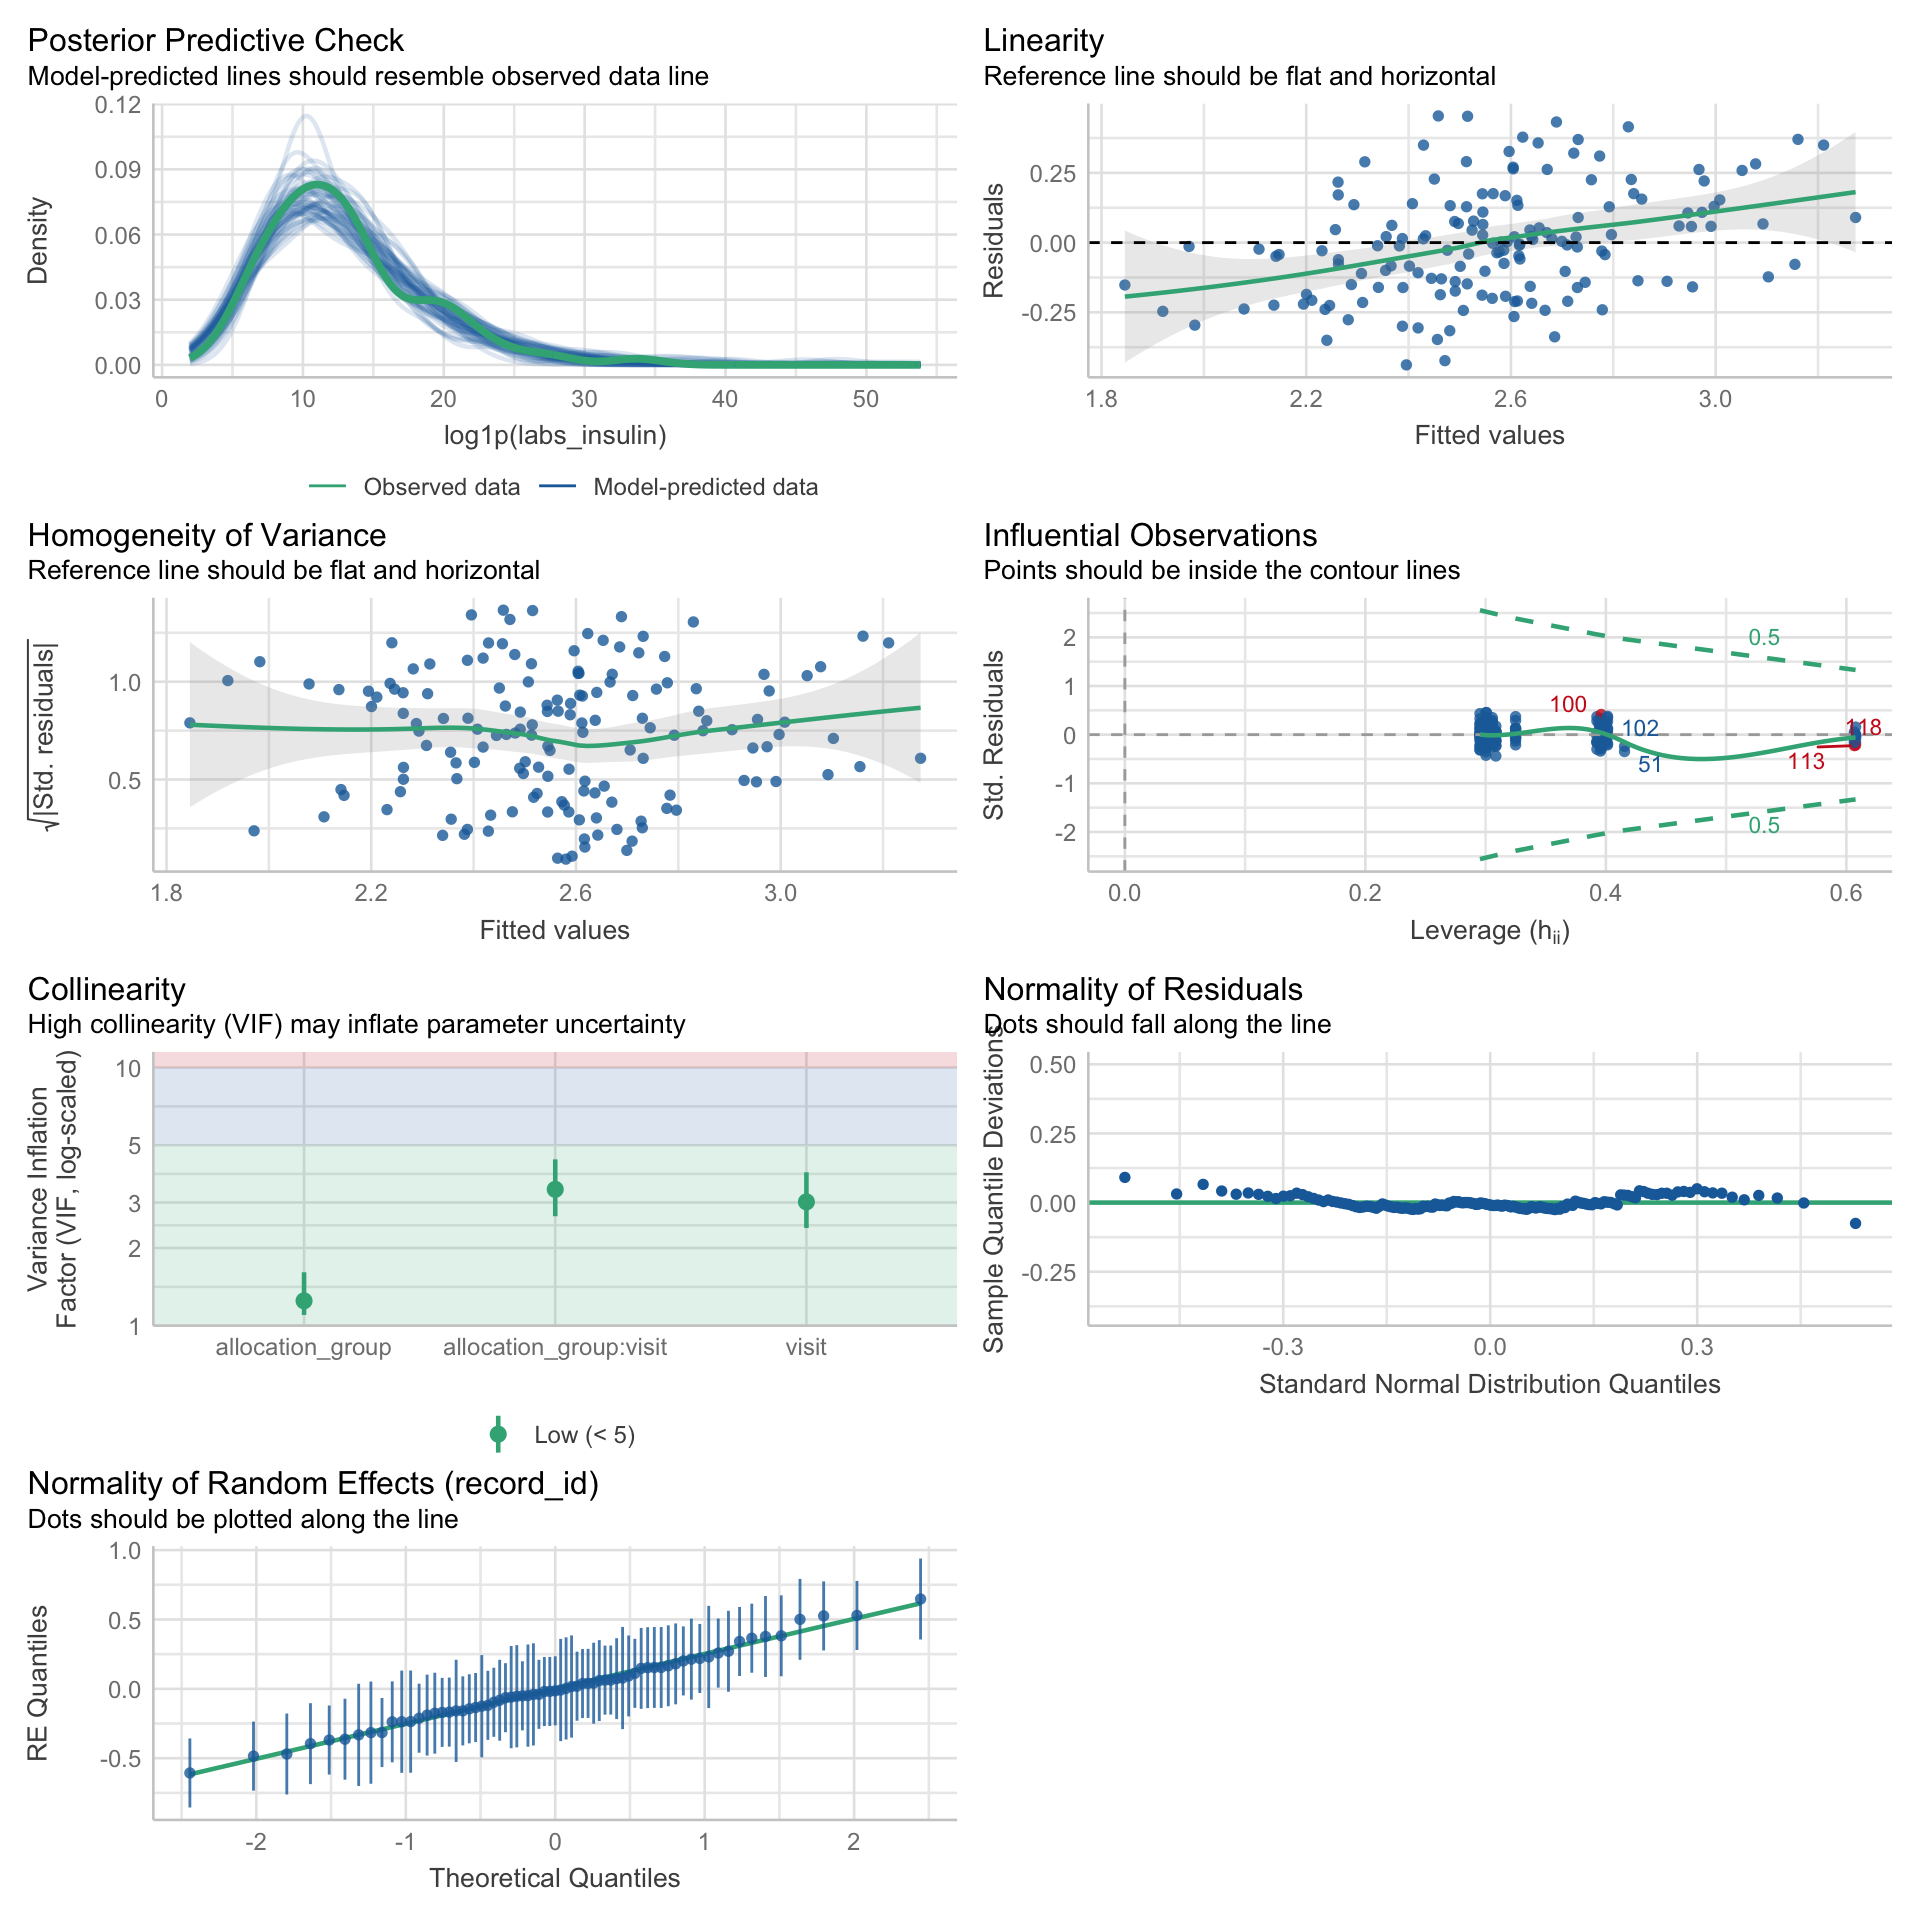 Posterior Predictive Check
Model-predicted lines should resemble observed data line
Density
0.12
0.09
0.06
0.03
0.00
0
10
20
30
40
50
log1p(labs_insulin)
Observed data
Model-predicted data
Linearity
Reference line should be flat and horizontal
Residuals
0.25
0.00
-0.25
1.8
2.2
2.6
3.0
Fitted values
Homogeneity of Variance
Reference line should be flat and horizontal
√|Std. residuals|
1.0
0.5
1.8
2.2
2.6
3.0
Fitted values
Influential Observations
Points should be inside the contour lines
Std. Residuals
2
1
0
-1
-2
0.5
100
102
118
51
113
0.5
0.0
0.2
0.4
0.6
Leverage (hii)
Collinearity
High collinearity (VIF) may inflate parameter uncertainty
Variance Inflation
Factor (VIF, log-scaled)
10
5
3
2
1
allocation_group
allocation_group:visit
visit
Low (< 5)
Normality of Residuals
Dots should fall along the line
Sample Quantile Deviations
0.50
0.25
0.00
-0.25
-0.3
0.0
0.3
Standard Normal Distribution Quantiles
Normality of Random Effects (record_id)
Dots should be plotted along the line
RE Quantiles
1.0
0.5
0.0
-0.5
-2
-1
0
1
2
Theoretical Quantiles